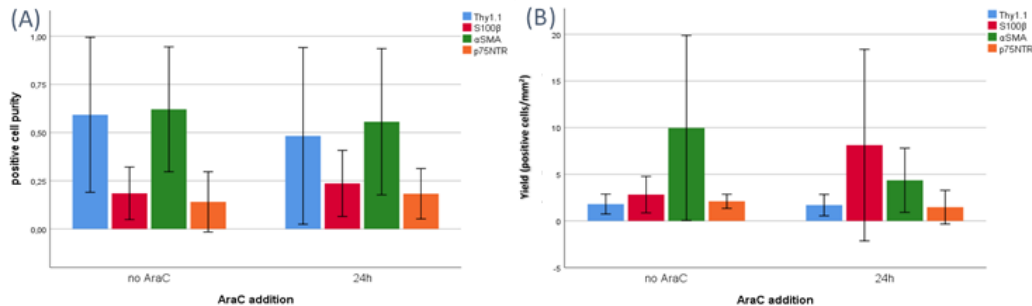 (A)
Thy1.1
S100β
αSMA
p75NTR
1,00
0,75
0,50
0,25
0,00
positive cell purity
no AraC
24h
AraC addition
(B)
Thy1.1
S100β
αSMA
p75NTR
20
15
10
5
0
-5
Yield (positive cells/mm²)
no AraC
24h
AraC addition